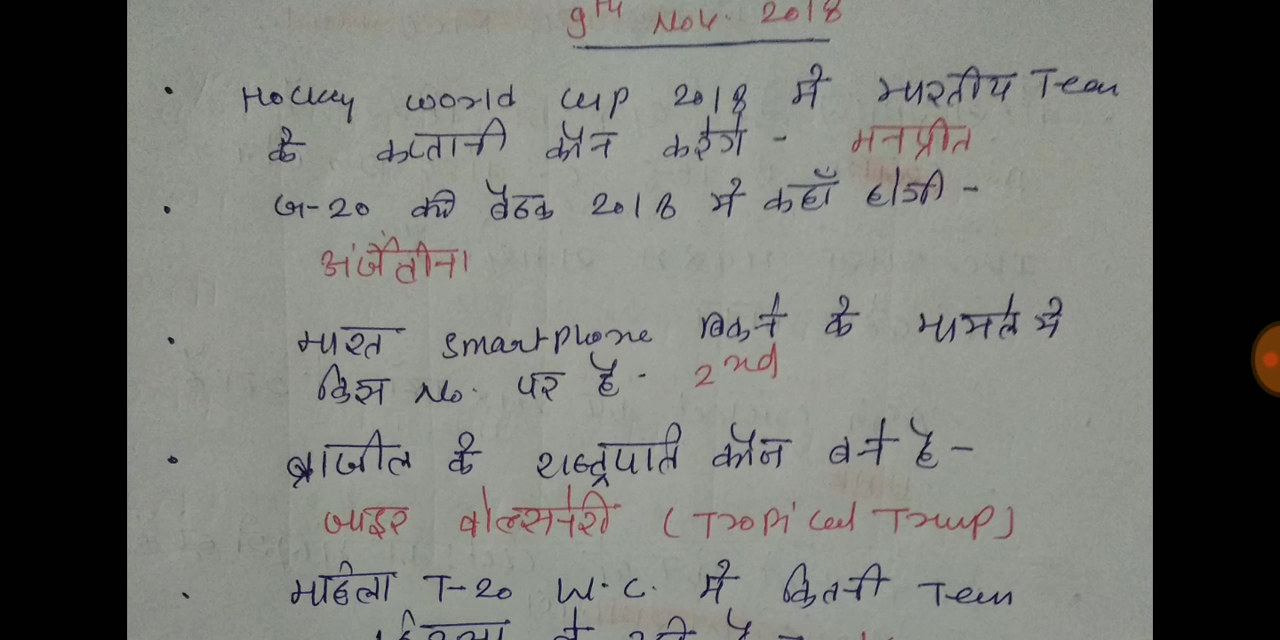 9th Nov. 2018
Hockey world cup 2018 में भारतीय Team
के कप्तानी कौन करेंगे - मनप्रीत
G-20 की बैठक 2018 में कहाँ होगी -
अर्जेंतीना
भारत smartphone बिकने के मामले में
किस No. पर है - 2nd
ब्राजील के राष्ट्रपति कौन बने है -
जाइर बोल्सनेरो (Tropical Trump)
महिला T-20 W.C. में कितनी Team
हिस्सा ले रही है -